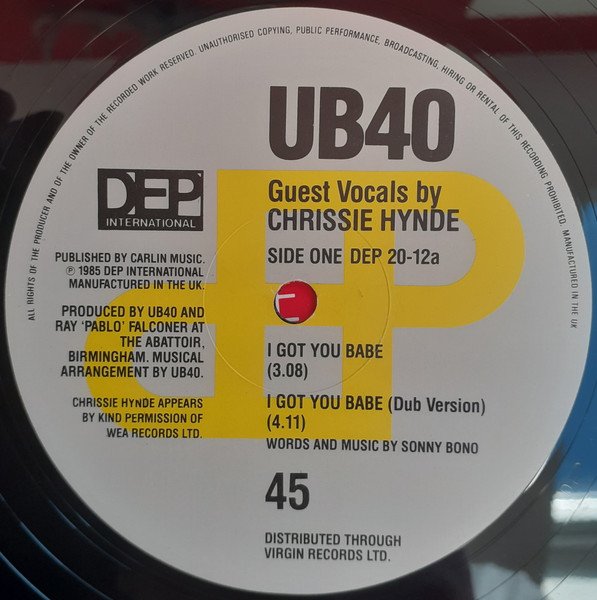 ALL RIGHTS OF THE PRODUCER AND OF THE OWNER OF THE RECORDED WORK RESERVED. UNAUTHORISED COPYING, PUBLIC PERFORMANCE, BROADCASTING, HIRING OR RENTAL OF THIS RECORDING PROHIBITED. MANUFACTURED IN THE UK
UB40
DEP
INTERNATIONAL
Guest Vocals by
CHRISSIE HYNDE
SIDE ONE DEP 20-12a
PUBLISHED BY CARLIN MUSIC.
℗ 1985 DEP INTERNATIONAL
MANUFACTURED IN THE UK.
PRODUCED BY UB40 AND
RAY 'PABLO' FALCONER AT
THE ABATTOIR,
BIRMINGHAM. MUSICAL
ARRANGEMENT BY UB40.
CHRISSIE HYNDE APPEARS
BY KIND PERMISSION OF
WEA RECORDS LTD.
I GOT YOU BABE
(3.08)
I GOT YOU BABE (Dub Version)
(4.11)
WORDS AND MUSIC BY SONNY BONO
45
DISTRIBUTED THROUGH
VIRGIN RECORDS LTD.